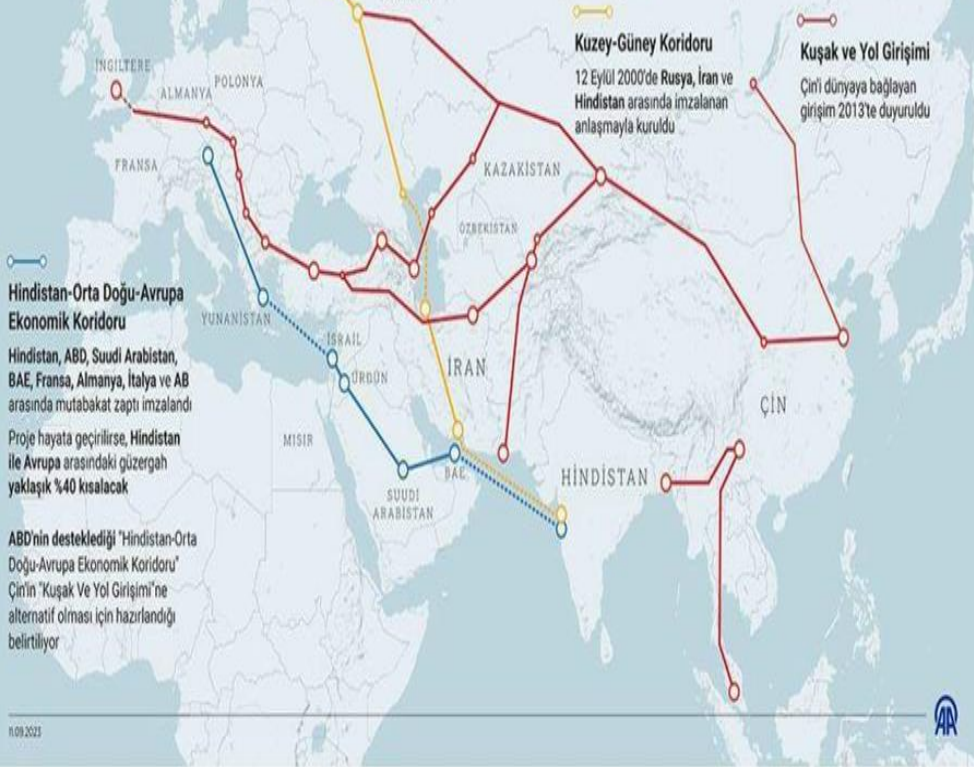 Kuzey-Güney Koridoru
12 Eylül 2000'de Rusya, İran ve
Hindistan arasında imzalanan
anlaşmayla kuruldu
Kuşak ve Yol Girişimi
Çin'i dünyaya bağlayan
girişim 2013'te duyuruldu
İNGİLTERE
ALMANYA
POLONYA
FRANSA
KAZAKİSTAN
ÖZBEKİSTAN
YUNANİSTAN
İSRAİL
ÜRDÜN
İRAN
MISIR
BAE
SUUDİ
ARABİSTAN
HİNDİSTAN
ÇİN
Hindistan-Orta Doğu-Avrupa
Ekonomik Koridoru
Hindistan, ABD, Suudi Arabistan,
BAE, Fransa, Almanya, İtalya ve AB
arasında mutabakat zaptı imzalandı
Proje hayata geçirilirse, Hindistan
ile Avrupa arasındaki güzergah
yaklaşık %40 kısalacak
ABD'nin desteklediği "Hindistan-Orta
Doğu-Avrupa Ekonomik Koridoru"
Çin'in "Kuşak Ve Yol Girişimi"ne
alternatif olması için hazırlandığı
belirtiliyor
11.09.2023
AA